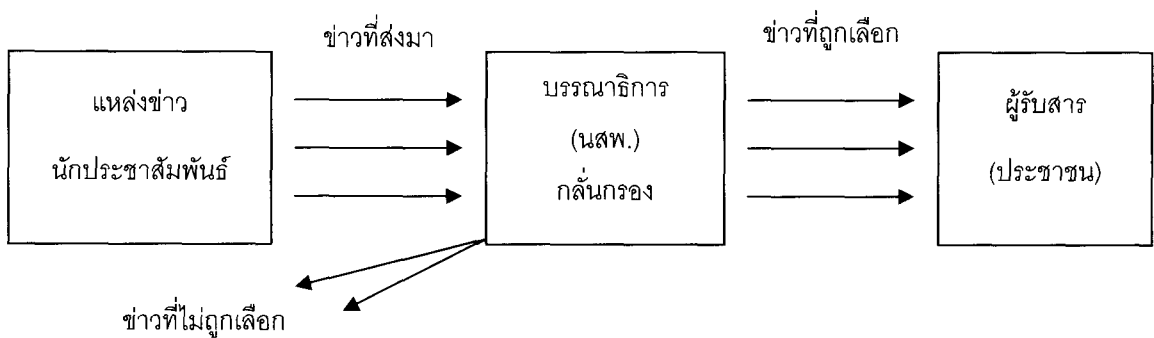 ข่าวที่ส่งมา
ข่าวที่ถูกเลือก
แหล่งข่าว
นักประชาสัมพันธ์
บรรณาธิการ
(นสพ.)
กลั่นกรอง
ผู้รับสาร
(ประชาชน)
ข่าวที่ไม่ถูกเลือก